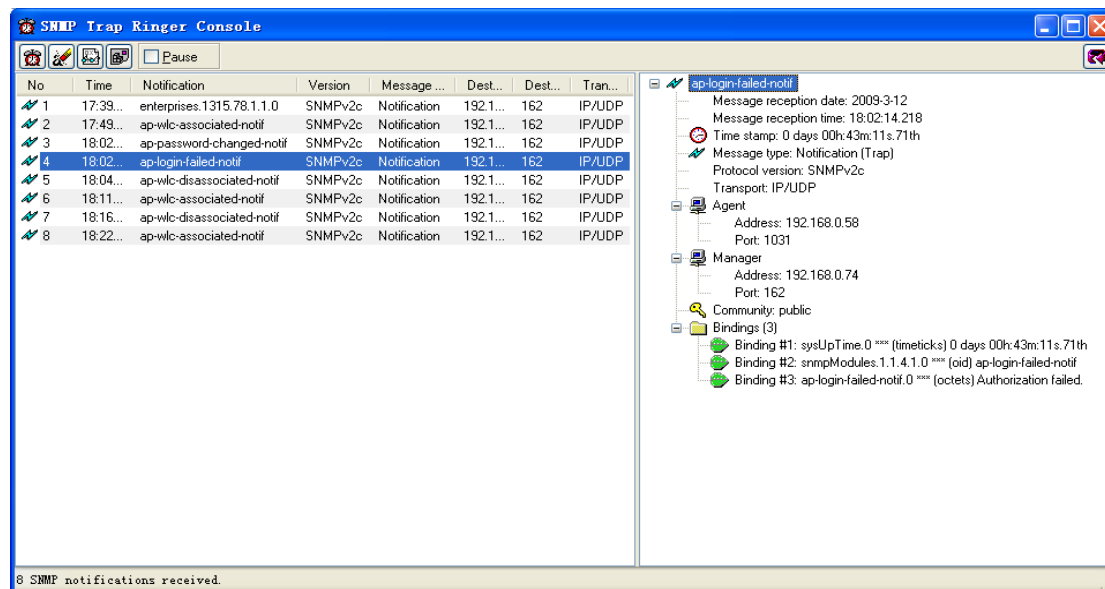 SNMP Trap Ringer Console
Pause
No Time Notification Version Message ... Dest... Dest... Tran...
1 17:39... enterprises.1315.78.1.1.0 SNMPv2c Notification 192.1... 162 IP/UDP
2 17:49... ap-wlc-associated-notif SNMPv2c Notification 192.1... 162 IP/UDP
3 18:02... ap-password-changed-notif SNMPv2c Notification 192.1... 162 IP/UDP
4 18:02... ap-login-failed-notif SNMPv2c Notification 192.1... 162 IP/UDP
5 18:04... ap-wlc-disassociated-notif SNMPv2c Notification 192.1... 162 IP/UDP
6 18:11... ap-wlc-associated-notif SNMPv2c Notification 192.1... 162 IP/UDP
7 18:16... ap-wlc-disassociated-notif SNMPv2c Notification 192.1... 162 IP/UDP
8 18:22... ap-wlc-associated-notif SNMPv2c Notification 192.1... 162 IP/UDP
ap-login-failed-notif
Message reception date: 2009-3-12
Message reception time: 18:02:14.218
Time stamp: 0 days 00h:43m:11s.71th
Message type: Notification (Trap)
Protocol version: SNMPv2c
Transport: IP/UDP
Agent
Address: 192.168.0.58
Port: 1031
Manager
Address: 192.168.0.74
Port: 162
Community: public
Bindings (3)
Binding #1: sysUpTime.0 *** (timeticks) 0 days 00h:43m:11s.71th
Binding #2: snmpModules.1.1.4.1.0 *** (oid) ap-login-failed-notif
Binding #3: ap-login-failed-notif.0 *** (octets) Authorization failed.
8 SNMP notifications received.